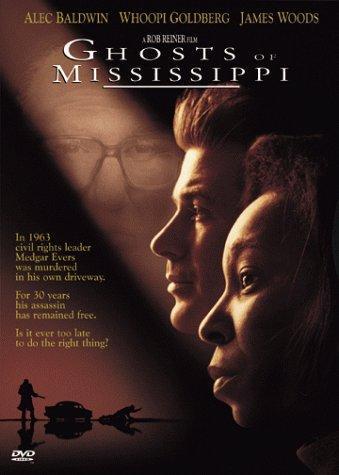 ALEC BALDWIN WHOOPI GOLDBERG JAMES WOODS
A ROB REINER FILM
GHOSTS OF
MISSISSIPPI
In 1963
civil rights leader
Medgar Evers
was murdered
in his own driveway.
For 30 years
his assassin
has remained free.
Is it ever too late
to do the right thing?
DVD
VIDEO